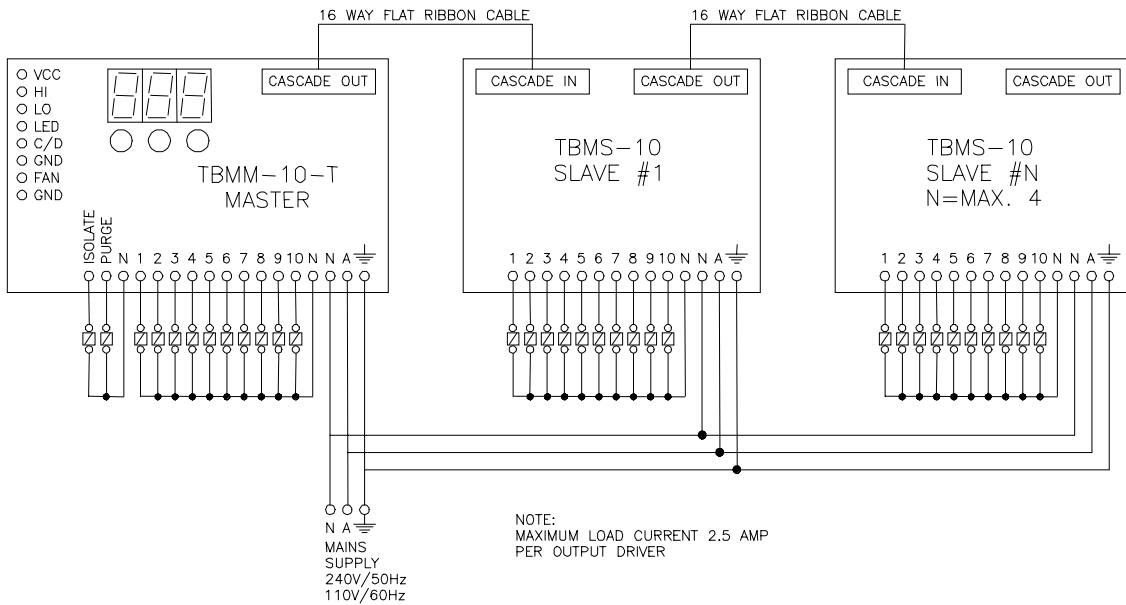 16 WAY FLAT RIBBON CABLE
16 WAY FLAT RIBBON CABLE
VCC
HI
LO
LED
C/D
GND
FAN
GND
888
CASCADE OUT
TBMM-10-T
MASTER
ISOLATE
PURGE
N 1 2 3 4 5 6 7 8 9 10 N N A
CASCADE IN
CASCADE OUT
TBMS-10
SLAVE #1
1 2 3 4 5 6 7 8 9 10 N N A
CASCADE IN
CASCADE OUT
TBMS-10
SLAVE #N
N=MAX. 4
1 2 3 4 5 6 7 8 9 10 N N A
N A
MAINS
SUPPLY
240V/50Hz
110V/60Hz
NOTE:
MAXIMUM LOAD CURRENT 2.5 AMP
PER OUTPUT DRIVER